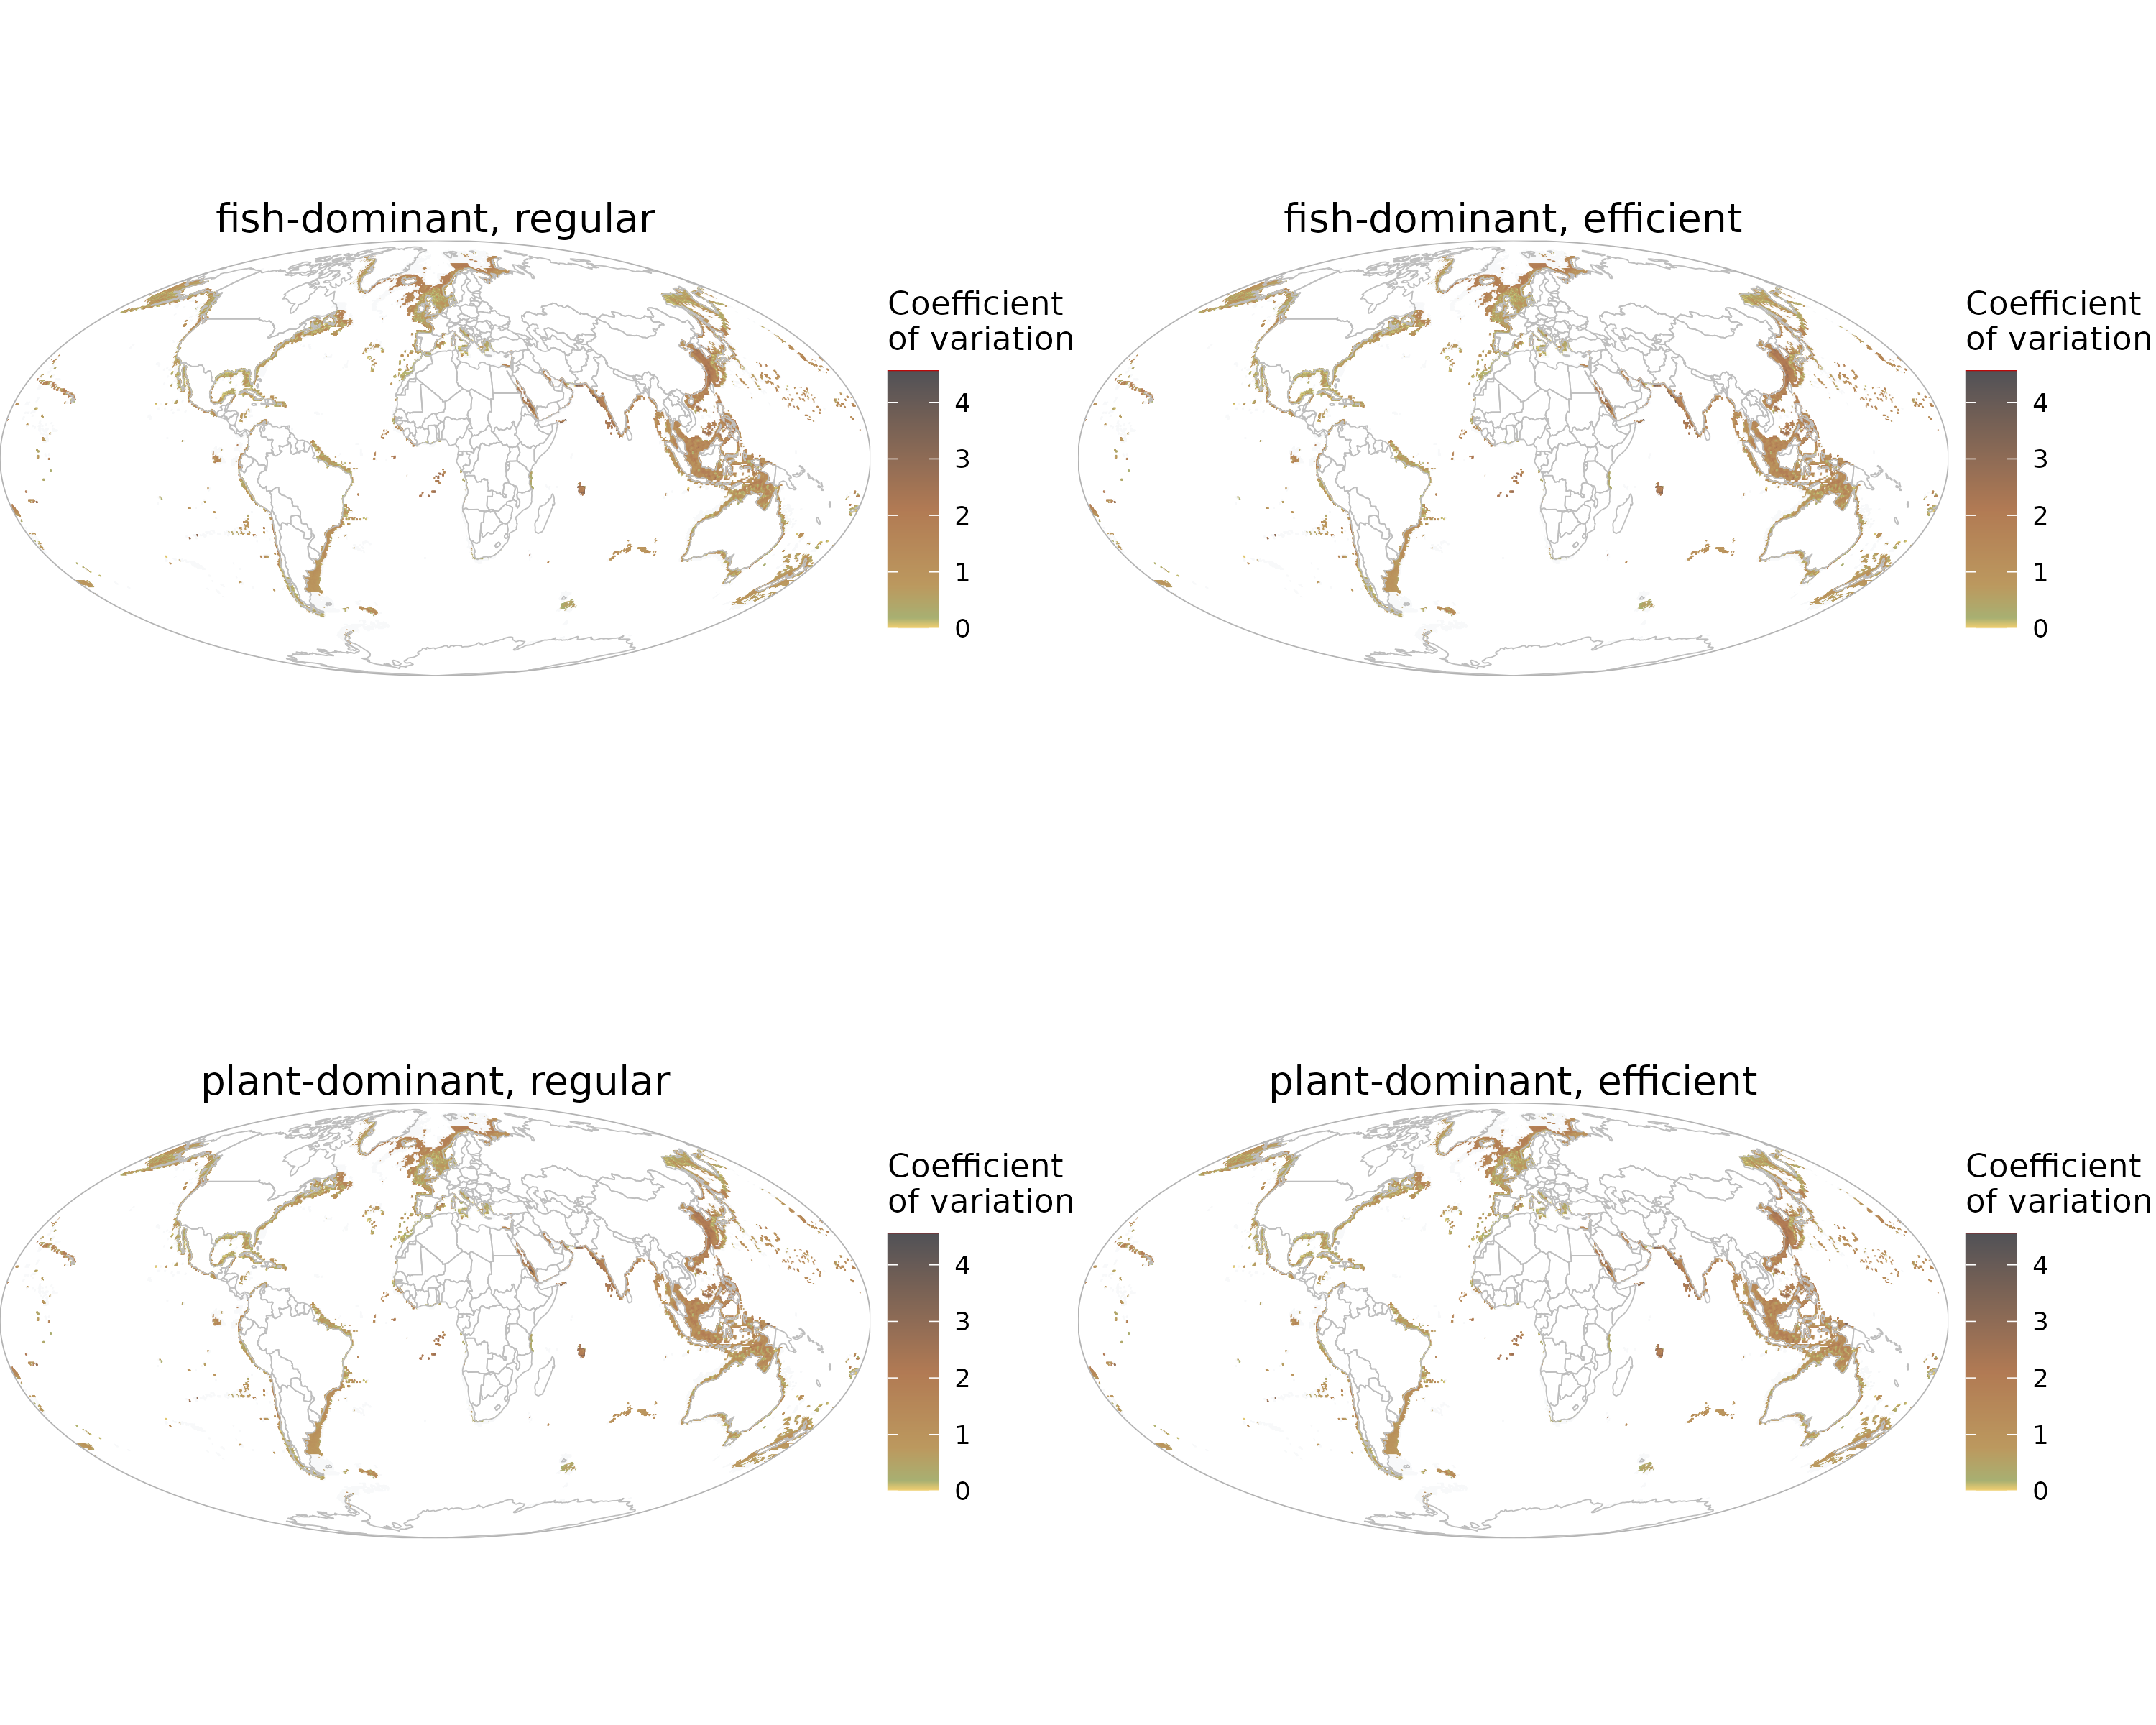 fish-dominant, regular
Coefficient
of variation
4
3
2
1
0
fish-dominant, efficient
Coefficient
of variation
4
3
2
1
0
plant-dominant, regular
Coefficient
of variation
4
3
2
1
0
plant-dominant, efficient
Coefficient
of variation
4
3
2
1
0